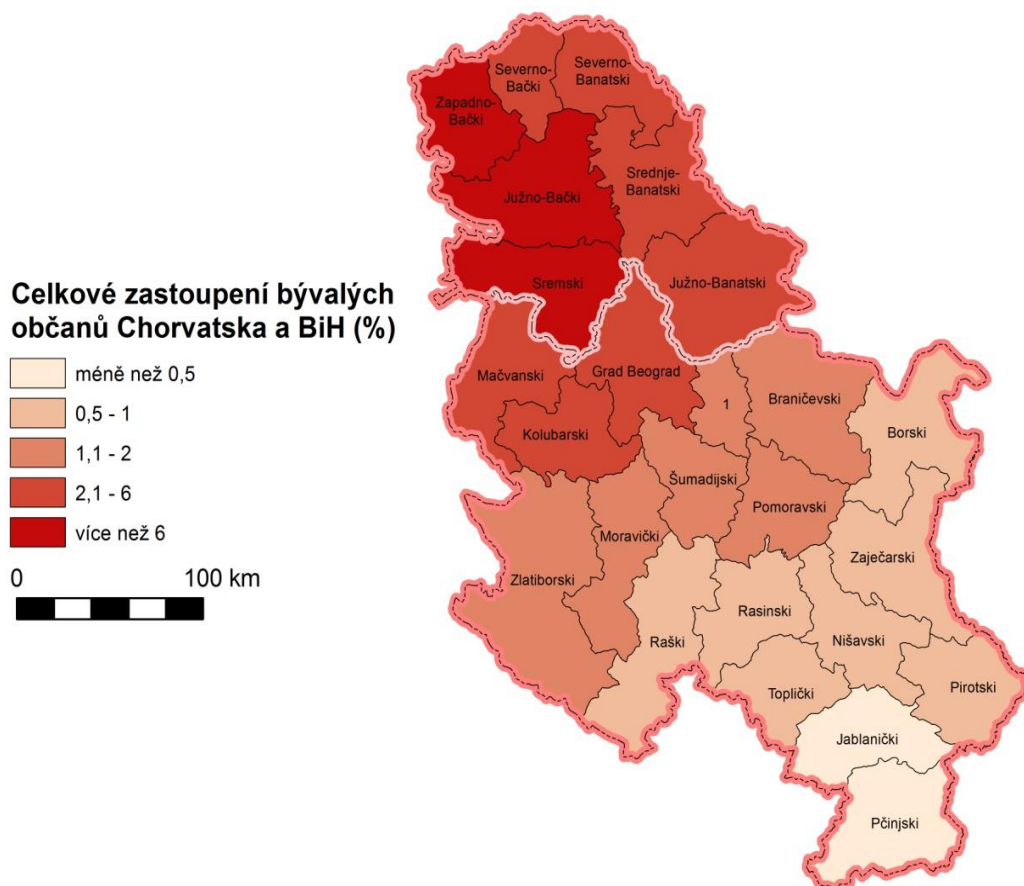 Severno-
Bački
Severno-
Banatski
Zapadno-
Bački
Srednje-
Banatski
Južno-Bački
Sremski
Južno-Banatski
Celkové zastoupení bývalých
občanů Chorvatska a BiH (%)
méně než 0,5
0,5 - 1
1,1 - 2
2,1 - 6
více než 6
0 100 km
Mačvanski
Grad Beograd
1
Braničevski
Kolubarski
Borski
Šumadijski
Pomoravski
Moravički
Zaječarski
Zlatiborski
Rasinski
Raški
Nišavski
Toplički
Pirotski
Jablanički
Pčinjski